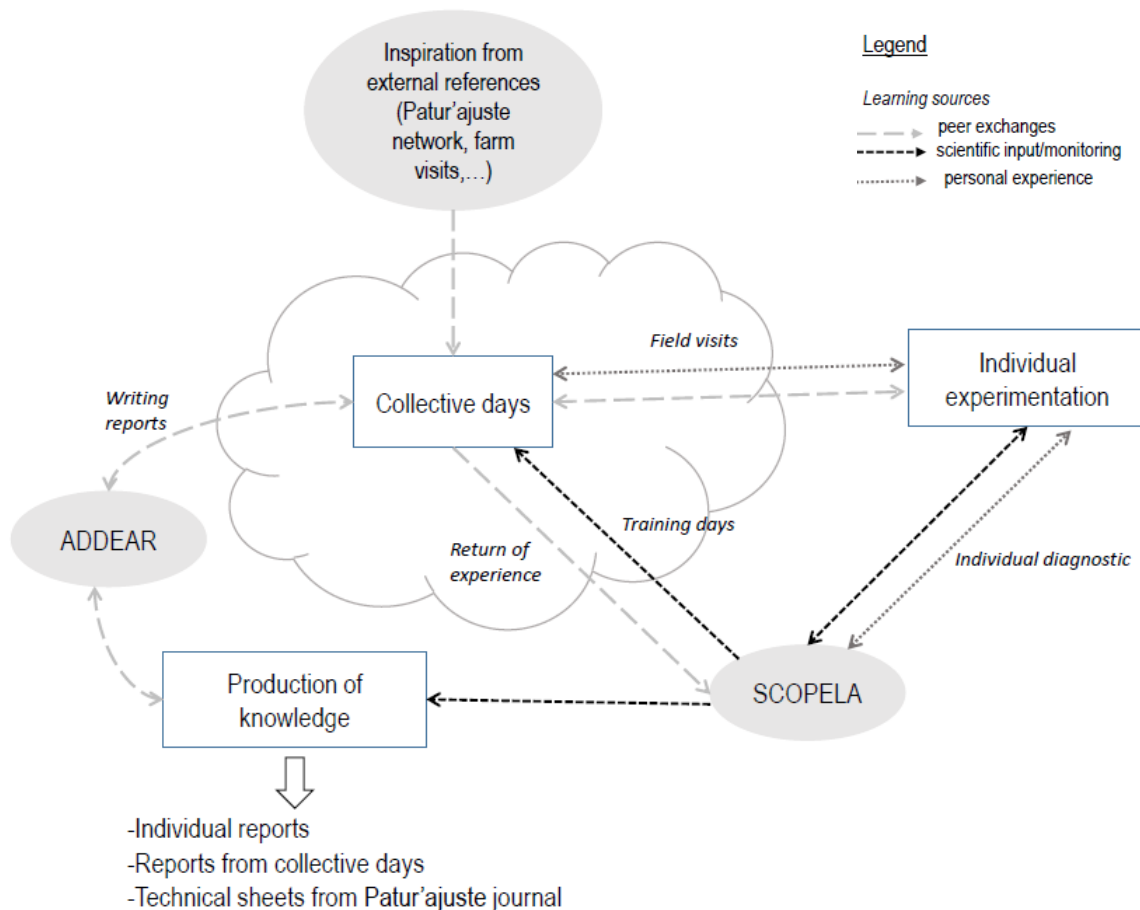 Inspiration from
external references
(Patur’ajuste
network, farm
visits,…)
Legend
Learning sources
peer exchanges
scientific input/monitoring
personal experience
Field visits
Individual
experimentation
Writing
reports
Collective days
ADDEAR
Training days
Return of
experience
Individual diagnostic
Production of
knowledge
SCOPELA
-Individual reports
-Reports from collective days
-Technical sheets from Patur’ajuste journal